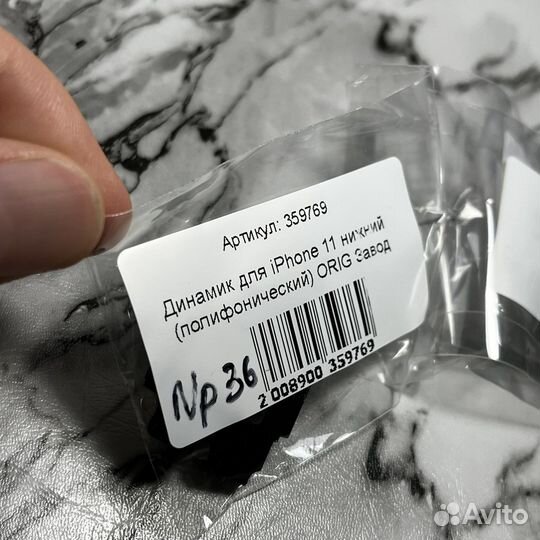 Артикул: 359769
Динамик для iPhone 11 нижний
(полифонический) ORIG Завод
Np 36
2 008900 359769
Avito